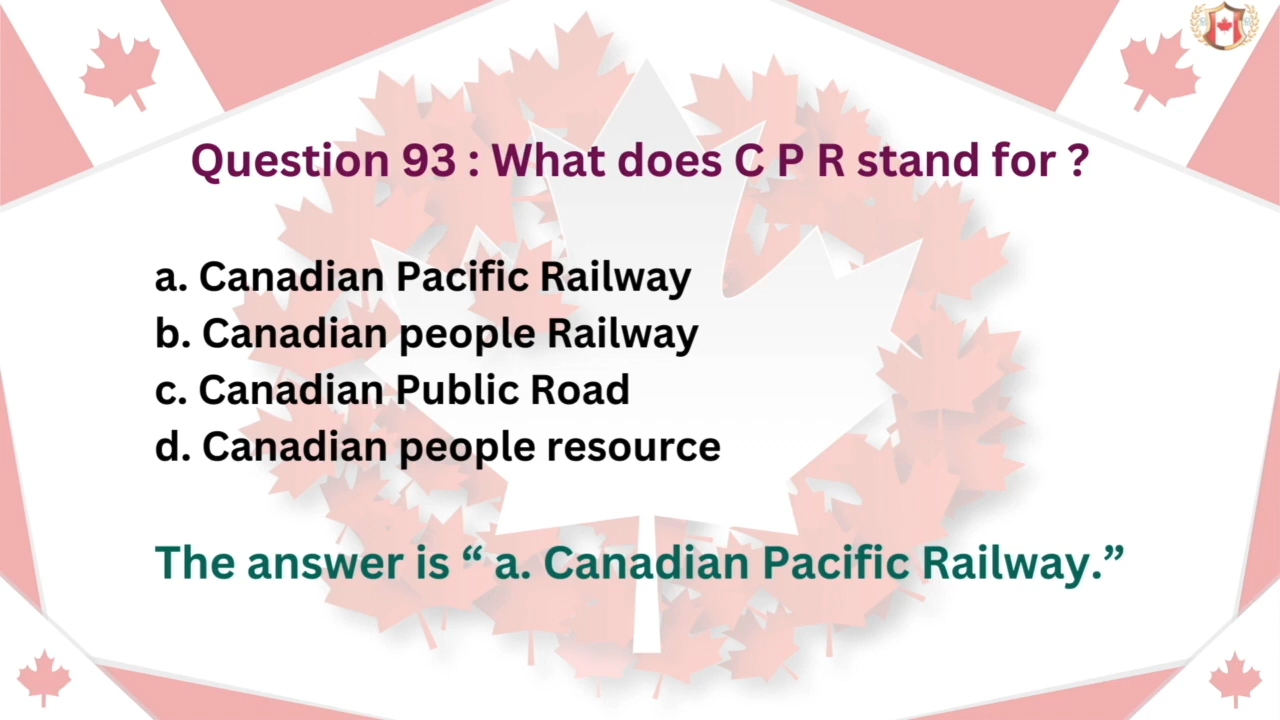 Question 93 : What does C P R stand for ?
a. Canadian Pacific Railway
b. Canadian people Railway
c. Canadian Public Road
d. Canadian people resource
The answer is “ a. Canadian Pacific Railway.”